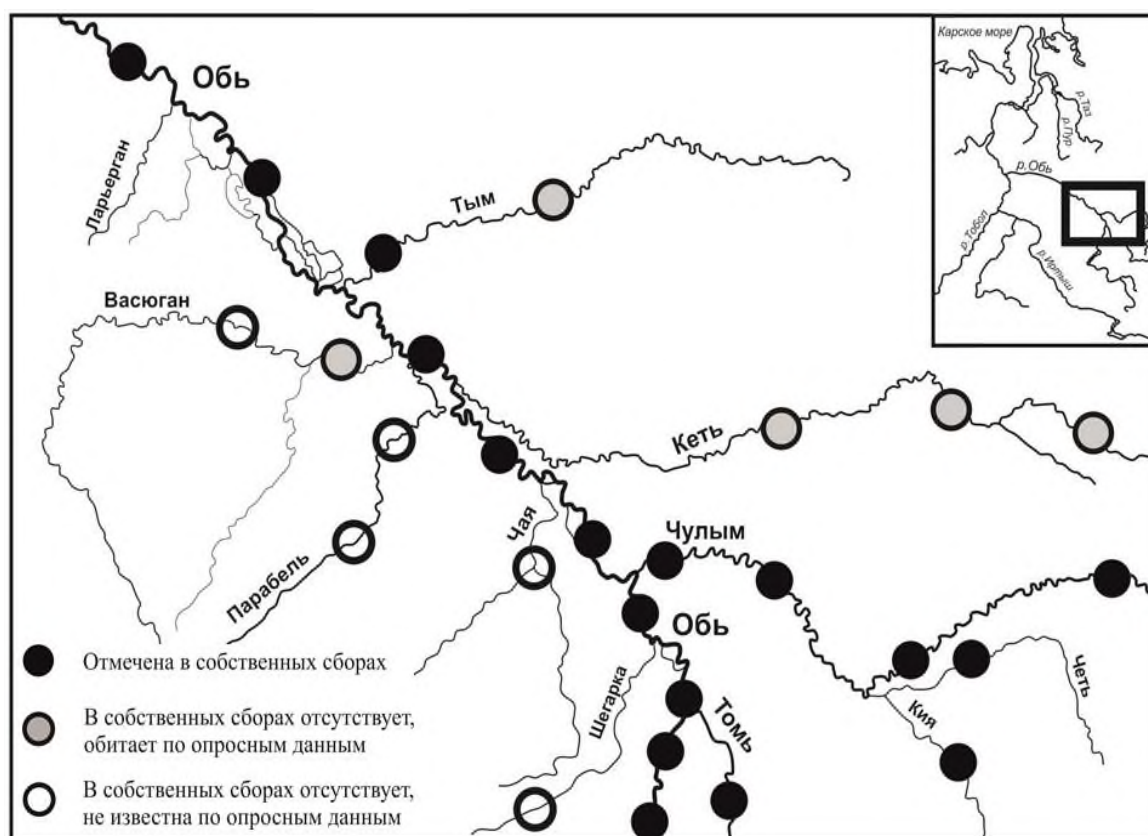 Обь
Ларьерган
Тым
Васюган
Кеть
Парабель
Чая
Чулым
Обь
Шегарка
Томь
Кия
Четь
Карское море
р.Таз
р.Пур
р.Обь
р.Тобол
р.Иртыш
Отмечена в собственных сборах
В собственных сборах отсутствует,
обитает по опросным данным
В собственных сборах отсутствует,
не известна по опросным данным